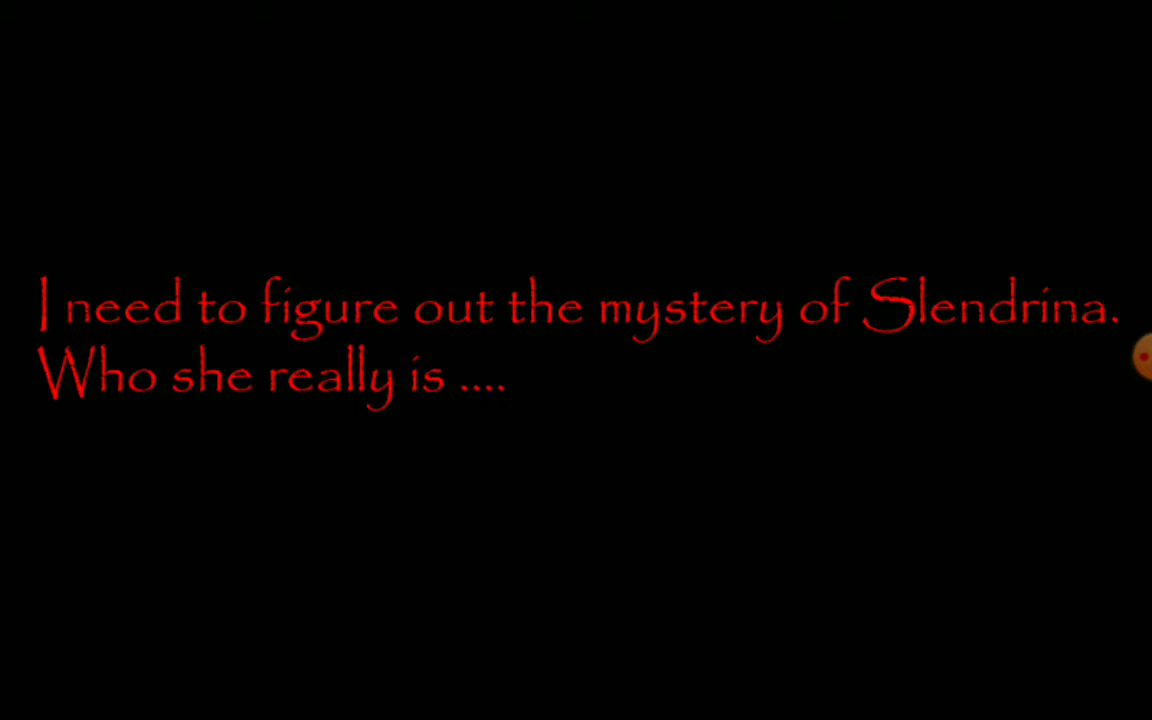 I need to figure out the mystery of Slendrina.
Who she really is ....